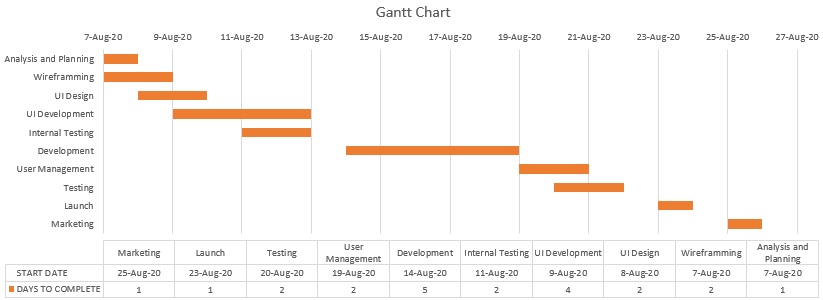 Gantt Chart
7-Aug-20 9-Aug-20 11-Aug-20 13-Aug-20 15-Aug-20 17-Aug-20 19-Aug-20 21-Aug-20 23-Aug-20 25-Aug-20 27-Aug-20
Analysis and Planning
Wireframming
UI Design
UI Development
Internal Testing
Development
User Management
Testing
Launch
Marketing
Marketing Launch Testing User Management Development Internal Testing UI Development UI Design Wireframming Analysis and Planning
START DATE 25-Aug-20 23-Aug-20 20-Aug-20 19-Aug-20 14-Aug-20 11-Aug-20 9-Aug-20 8-Aug-20 7-Aug-20 7-Aug-20
DAYS TO COMPLETE 1 1 2 2 5 2 4 2 2 1